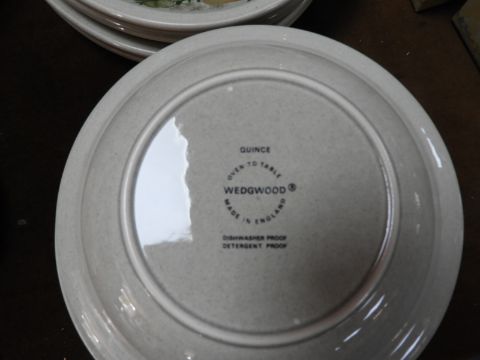 QUINCE
OVEN TO TABLE
WEDGWOOD®
MADE IN ENGLAND
DISHWASHER PROOF
DETERGENT PROOF